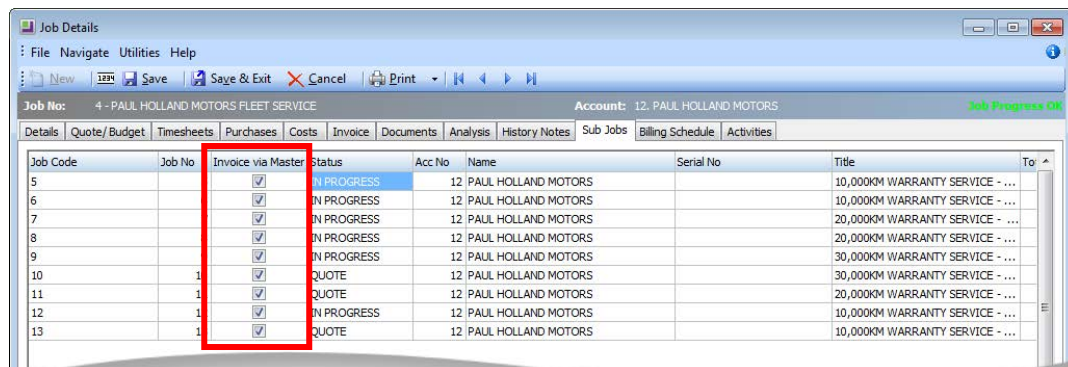 Job Details
File Navigate Utilities Help
New 1234 Save Save & Exit Cancel Print
Job No: 4 - PAUL HOLLAND MOTORS FLEET SERVICE Account: 12. PAUL HOLLAND MOTORS Job Progress OK
Details Quote/Budget Timesheets Purchases Costs Invoice Documents Analysis History Notes Sub Jobs Billing Schedule Activities
Job Code Job No Invoice via Master Status Acc No Name Serial No Title
5 IN PROGRESS 12 PAUL HOLLAND MOTORS 10,000KM WARRANTY SERVICE - ...
6 IN PROGRESS 12 PAUL HOLLAND MOTORS 10,000KM WARRANTY SERVICE - ...
7 IN PROGRESS 12 PAUL HOLLAND MOTORS 20,000KM WARRANTY SERVICE - ...
8 IN PROGRESS 12 PAUL HOLLAND MOTORS 20,000KM WARRANTY SERVICE - ...
9 IN PROGRESS 12 PAUL HOLLAND MOTORS 30,000KM WARRANTY SERVICE - ...
10 1 QUOTE 12 PAUL HOLLAND MOTORS 30,000KM WARRANTY SERVICE - ...
11 1 QUOTE 12 PAUL HOLLAND MOTORS 20,000KM WARRANTY SERVICE - ...
12 1 IN PROGRESS 12 PAUL HOLLAND MOTORS 10,000KM WARRANTY SERVICE - ...
13 1 QUOTE 12 PAUL HOLLAND MOTORS 10,000KM WARRANTY SERVICE - ...